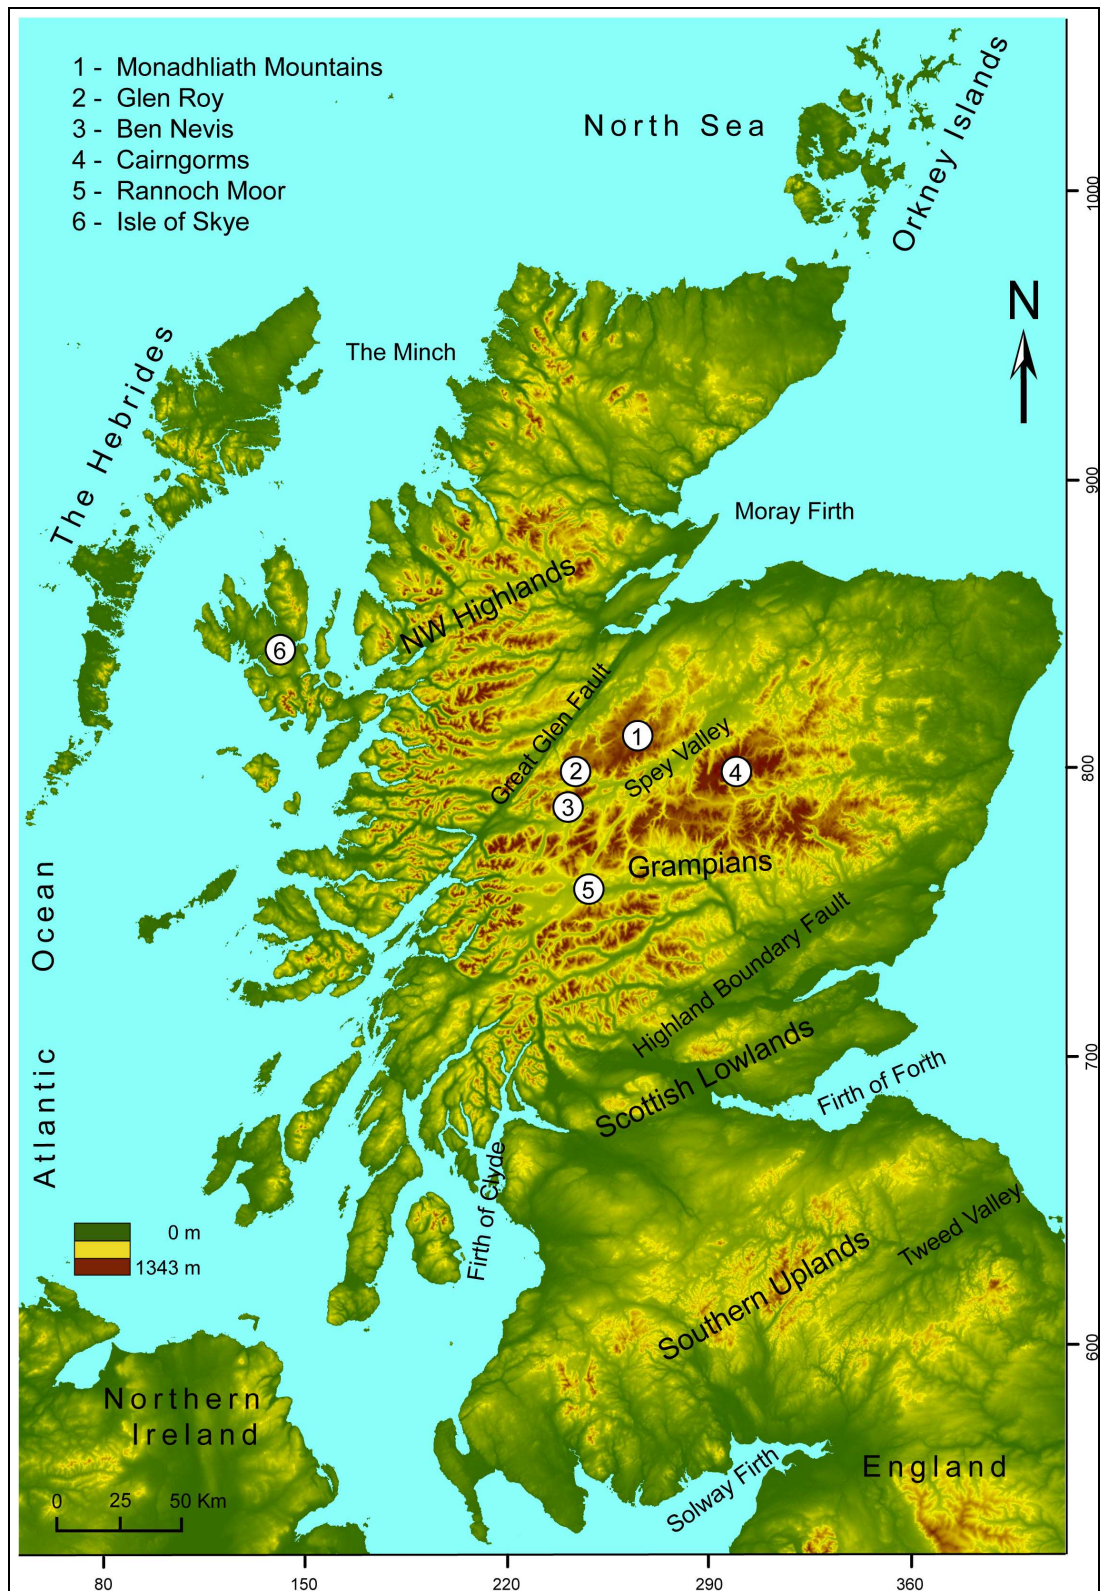 1 - Monadhliath Mountains
2 - Glen Roy
3 - Ben Nevis
4 - Cairngorms
5 - Rannoch Moor
6 - Isle of Skye
North Sea
Orkney Islands
1000
N
The Minch
The Hebrides
900
Moray Firth
NW Highlands
6
Great Glen Fault
1
Spey Valley
2
4
800
3
Grampians
5
Atlantic Ocean
Highland Boundary Fault
Scottish Lowlands
700
Firth of Forth
Firth of Clyde
Tweed Valley
0 m
1343 m
Southern Uplands
600
Northern
Ireland
England
Solway Firth
0 25 50 Km
80 150 220 290 360